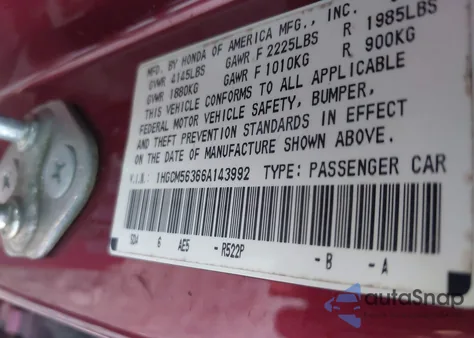 MFD. BY HONDA OF AMERICA MFG., INC.
GVWR 4145LBS GAWR F 2225LBS R 1985LBS
GVWR 1880KG GAWR F 1010KG R 900KG
THIS VEHICLE CONFORMS TO ALL APPLICABLE
FEDERAL MOTOR VEHICLE SAFETY, BUMPER,
AND THEFT PREVENTION STANDARDS IN EFFECT
ON THE DATE OF MANUFACTURE SHOWN ABOVE.
V.I.N.: 1HGCM56366A143992 TYPE: PASSENGER CAR
SDA 6 AE5 - R522P - B - A
autoSnap